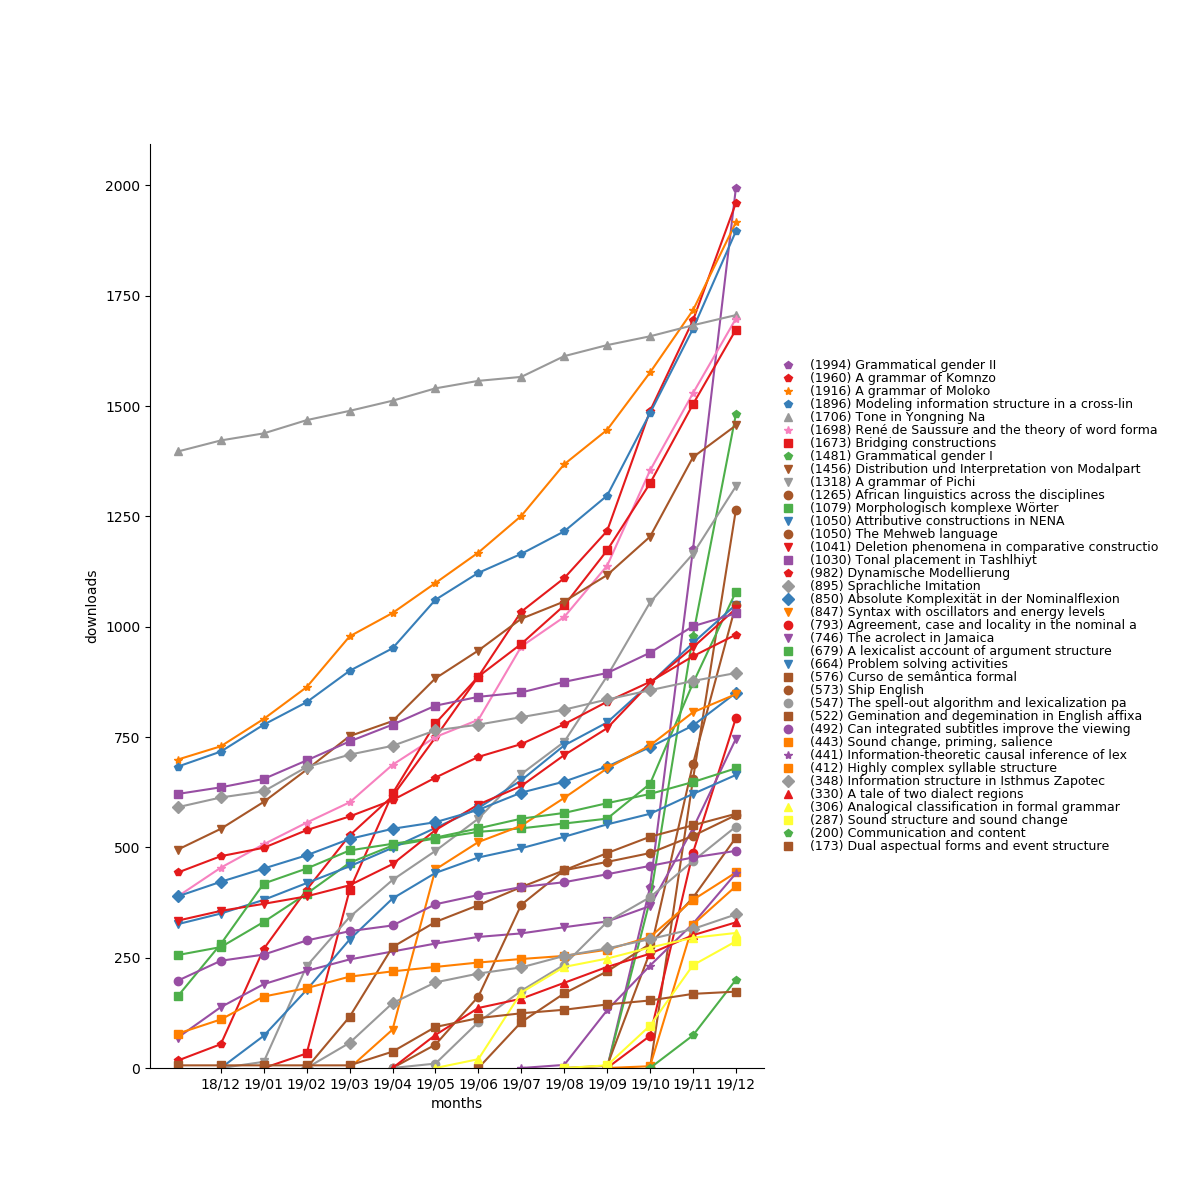 2000
1750
1500
1250
1000
750
500
250
0
downloads
18/12 19/01 19/02 19/03 19/04 19/05 19/06 19/07 19/08 19/09 19/10 19/11 19/12
months
(1994) Grammatical gender II
(1960) A grammar of Komnzo
(1916) A grammar of Moloko
(1896) Modeling information structure in a cross-lin
(1706) Tone in Yongning Na
(1698) René de Saussure and the theory of word forma
(1673) Bridging constructions
(1481) Grammatical gender I
(1456) Distribution und Interpretation von Modalpart
(1318) A grammar of Pichi
(1265) African linguistics across the disciplines
(1079) Morphologisch komplexe Wörter
(1050) Attributive constructions in NENA
(1050) The Mehweb language
(1041) Deletion phenomena in comparative constructio
(1030) Tonal placement in Tashlhiyt
(982) Dynamische Modellierung
(895) Sprachliche Imitation
(850) Absolute Komplexität in der Nominalflexion
(847) Syntax with oscillators and energy levels
(793) Agreement, case and locality in the nominal a
(746) The acrolect in Jamaica
(679) A lexicalist account of argument structure
(664) Problem solving activities
(576) Curso de semântica formal
(573) Ship English
(547) The spell-out algorithm and lexicalization pa
(522) Gemination and degemination in English affixa
(492) Can integrated subtitles improve the viewing
(443) Sound change, priming, salience
(441) Information-theoretic causal inference of lex
(412) Highly complex syllable structure
(348) Information structure in Isthmus Zapotec
(330) A tale of two dialect regions
(306) Analogical classification in formal grammar
(287) Sound structure and sound change
(200) Communication and content
(173) Dual aspectual forms and event structure